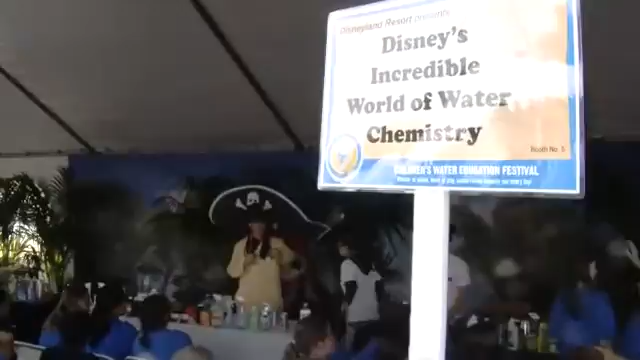 Disneyland Resort presents
Disney's
Incredible
World of Water
Chemistry
Booth No. 5
CHILDREN'S WATER EDUCATION FESTIVAL